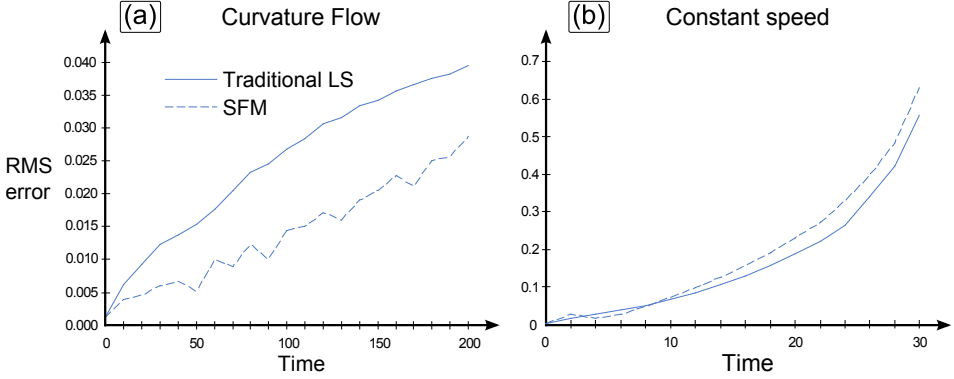 (a) Curvature Flow
0.040
0.035
0.030
0.025
0.020
0.015
0.010
0.005
0.000
RMS
error
Traditional LS
SFM
0 50 100 150 200
Time
(b) Constant speed
0.7
0.6
0.5
0.4
0.3
0.2
0.1
0
0 10 20 30
Time